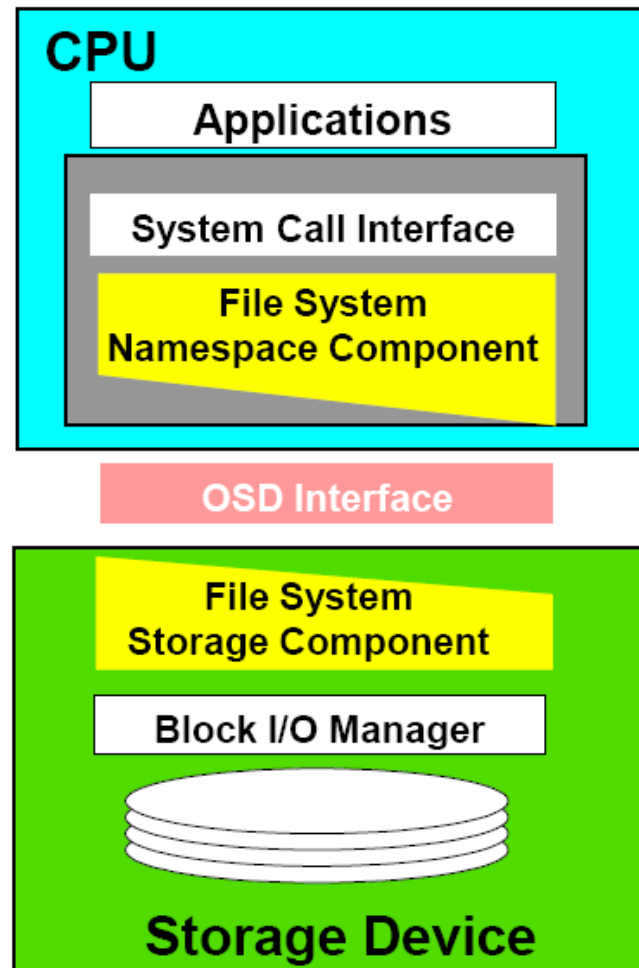 CPU
Applications
System Call Interface
File System
Namespace Component
OSD Interface
File System
Storage Component
Block I/O Manager
Storage Device